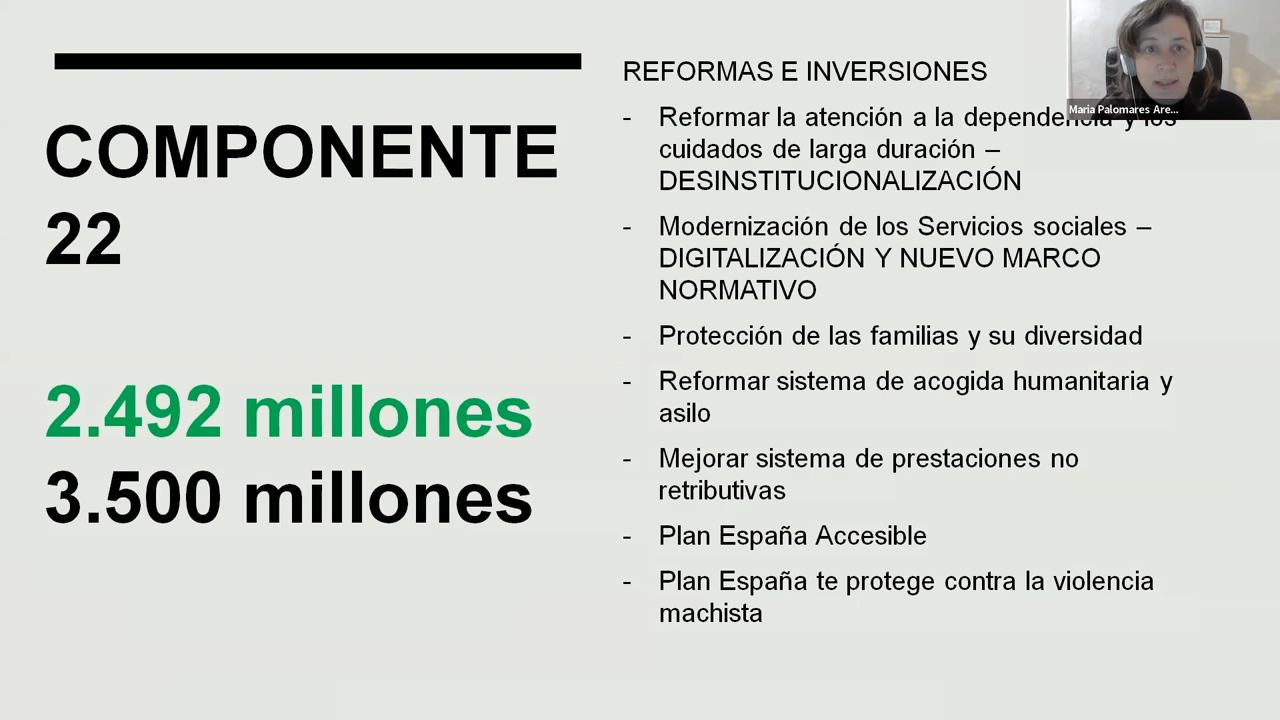 COMPONENTE
22
2.492 millones
3.500 millones
REFORMAS E INVERSIONES
- Reformar la atención a la dependencia y los
cuidados de larga duración –
DESINSTITUCIONALIZACIÓN
- Modernización de los Servicios sociales –
DIGITALIZACIÓN Y NUEVO MARCO
NORMATIVO
- Protección de las familias y su diversidad
- Reformar sistema de acogida humanitaria y
asilo
- Mejorar sistema de prestaciones no
retributivas
- Plan España Accesible
- Plan España te protege contra la violencia
machista
Maria Palomares Are...